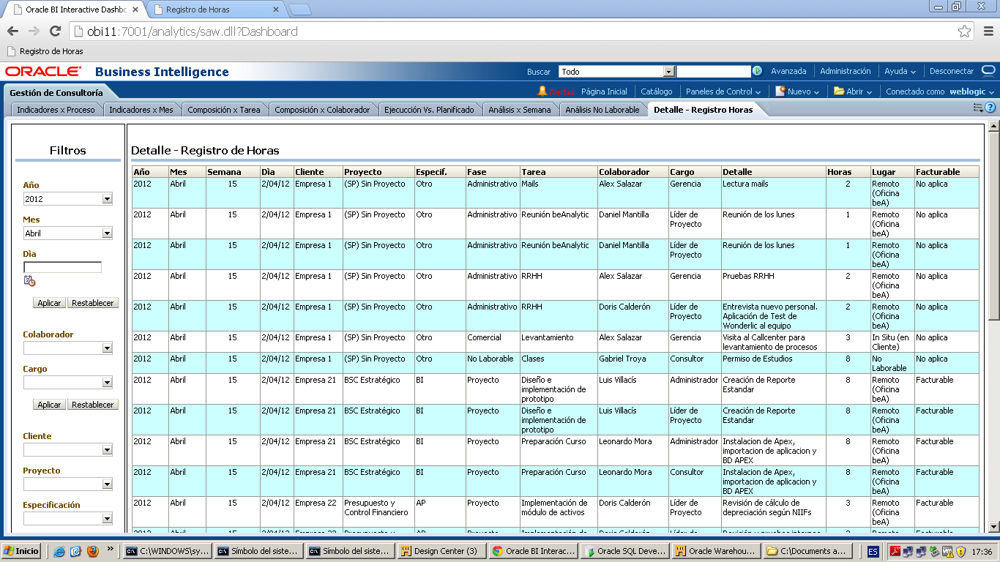 Oracle BI Interactive Dashbo
Registro de Horas
obi11:7001/analytics/saw.dll?Dashboard
Registro de Horas
ORACLE Business Intelligence
Buscar Todo Avanzada Administración Ayuda Desconectar
Gestión de Consultoría
Alertas Página Inicial Catálogo Paneles de Control Nuevo Abrir Conectado como weblogic
Indicadores x Proceso Indicadores x Mes Composición x Tarea Composición x Colaborador Ejecución Vs. Planificado Análisis x Semana Análisis No Laborable Detalle - Registro Horas
Filtros
Año
2012
Mes
Abril
Dìa
Aplicar Restablecer
Colaborador
Cargo
Aplicar Restablecer
Cliente
Proyecto
Especificación
Detalle - Registro de Horas
Año Mes Semana Dìa Cliente Proyecto Especif. Fase Tarea Colaborador Cargo Detalle Horas Lugar Facturable
2012 Abril 15 2/04/12 Empresa 1 (SP) Sin Proyecto Otro Administrativo Mails Alex Salazar Gerencia Lectura mails 2 Remoto No aplica
(Oficina
beA)
2012 Abril 15 2/04/12 Empresa 1 (SP) Sin Proyecto Otro Administrativo Reunión beAnalytic Daniel Mantilla Líder de Reunión de los lunes 1 Remoto No aplica
Proyecto (Oficina
beA)
2012 Abril 15 2/04/12 Empresa 1 (SP) Sin Proyecto Otro Administrativo Reunión beAnalytic Daniel Mantilla Líder de Reunión de los lunes 1 Remoto No aplica
Proyecto (Oficina
beA)
2012 Abril 15 2/04/12 Empresa 1 (SP) Sin Proyecto Otro Administrativo RRHH Alex Salazar Gerencia Pruebas RRHH 2 Remoto No aplica
(Oficina
beA)
2012 Abril 15 2/04/12 Empresa 1 (SP) Sin Proyecto Otro Administrativo RRHH Doris Calderón Líder de Entrevista nuevo personal. 2 Remoto No aplica
Proyecto Aplicación de Test de (Oficina
Wonderlic al equipo beA)
2012 Abril 15 2/04/12 Empresa 1 (SP) Sin Proyecto Otro Comercial Levantamiento Alex Salazar Gerencia Visita al Callcenter para 3 In Situ (en No aplica
levantamiento de procesos Cliente)
2012 Abril 15 2/04/12 Empresa 1 (SP) Sin Proyecto Otro No Laborable Clases Gabriel Troya Consultor Permiso de Estudios 8 No No aplica
Laborable
2012 Abril 15 2/04/12 Empresa 21 BSC Estratégico BI Proyecto Diseño e Luis Villacís Administrador Creación de Reporte 8 Remoto Facturable
implementación de Estandar (Oficina
prototipo beA)
2012 Abril 15 2/04/12 Empresa 21 BSC Estratégico BI Proyecto Diseño e Luis Villacís Líder de Creación de Reporte 8 Remoto Facturable
implementación de Proyecto Estandar (Oficina
prototipo beA)
2012 Abril 15 2/04/12 Empresa 21 BSC Estratégico BI Proyecto Preparación Curso Leonardo Mora Administrador Instalacion de Apex, 8 Remoto Facturable
importacion de aplicacion y (Oficina
BD APEX beA)
2012 Abril 15 2/04/12 Empresa 21 BSC Estratégico BI Proyecto Preparación Curso Leonardo Mora Consultor Instalacion de Apex, 8 Remoto Facturable
importacion de aplicacion y (Oficina
BD APEX beA)
2012 Abril 15 2/04/12 Empresa 22 Presupuesto y AP Proyecto Implementación de Doris Calderón Líder de Revisión de cálculo de 3 Remoto Facturable
Control Financiero módulo de activos Proyecto depreciación según NIIFs (Oficina
beA)
Inicio C:\WINDOWS\sy... Símbolo del siste... Símbolo del siste... Design Center (3) Oracle BI Interac... Oracle SQL Deve... Oracle Warehou... C:\Documents a... ES 17:36